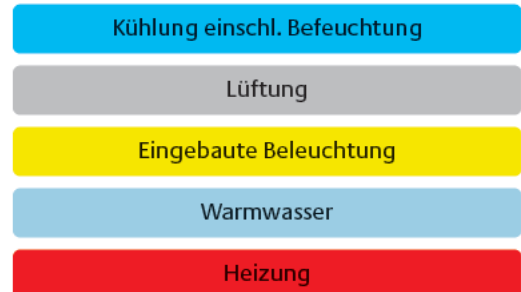 Kühlung einschl. Befeuchtung
Lüftung
Eingebaute Beleuchtung
Warmwasser
Heizung